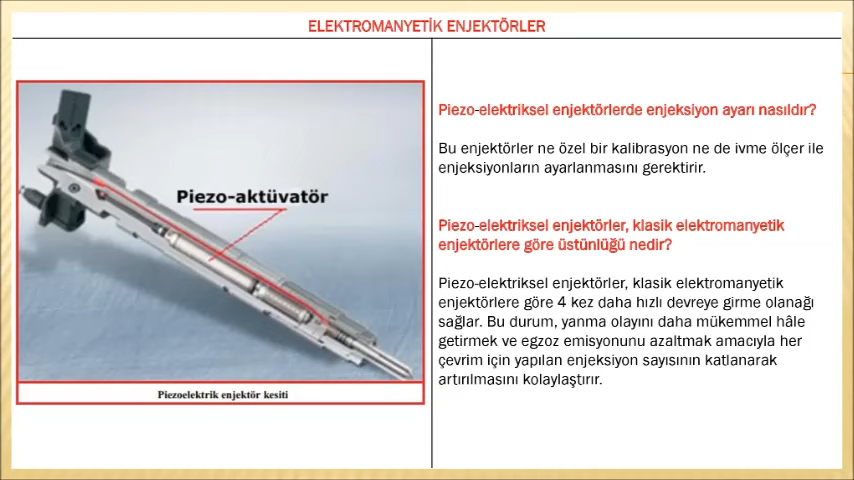 ELEKTROMANYETİK ENJEKTÖRLER
Piezo-aktüvatör
Piezoelektrik enjektör kesiti
Piezo-elektriksel enjektörlerde enjeksiyon ayarı nasıldır?
Bu enjektörler ne özel bir kalibrasyon ne de ivme ölçer ile
enjeksiyonların ayarlanmasını gerektirir.
Piezo-elektriksel enjektörler, klasik elektromanyetik
enjektörlere göre üstünlüğü nedir?
Piezo-elektriksel enjektörler, klasik elektromanyetik
enjektörlere göre 4 kez daha hızlı devreye girme olanağı
sağlar. Bu durum, yanma olayını daha mükemmel hâle
getirmek ve egzoz emisyonunu azaltmak amacıyla her
çevrim için yapılan enjeksiyon sayısının katlanarak
artırılmasını kolaylaştırır.